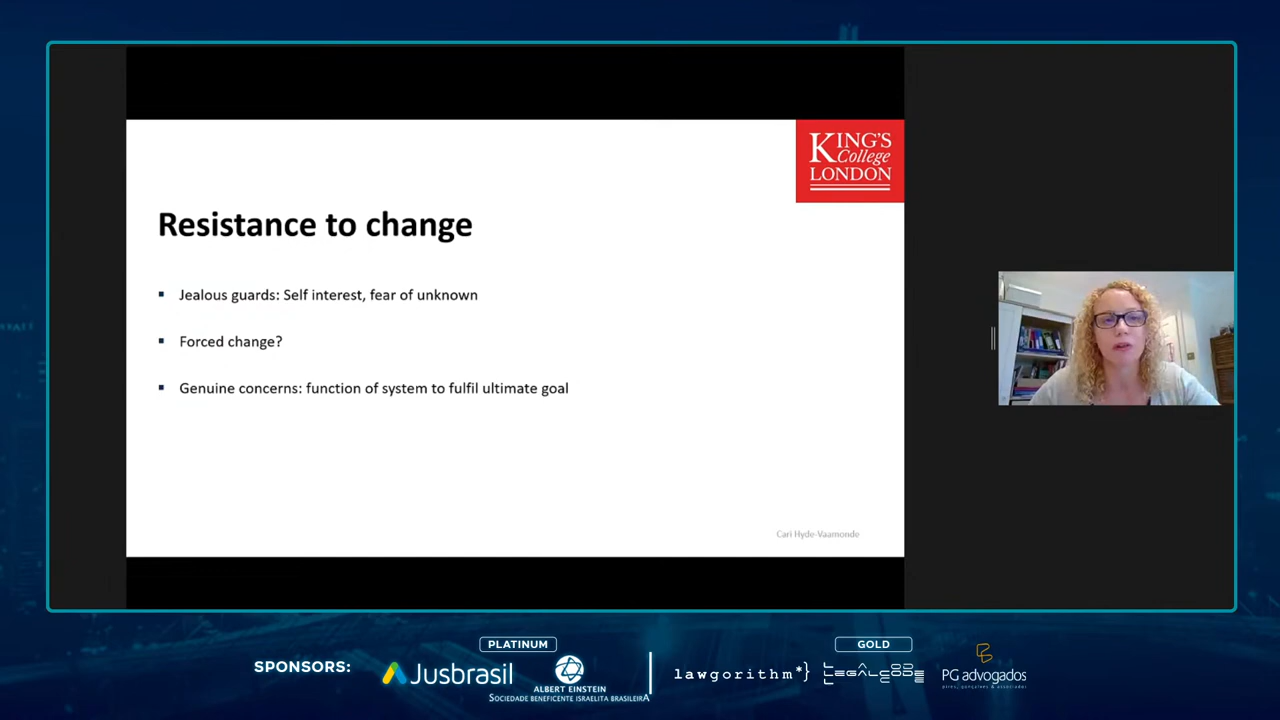 KING'S
College
LONDON
Resistance to change
Jealous guards: Self interest, fear of unknown
Forced change?
Genuine concerns: function of system to fulfil ultimate goal
Cari Hyde-Vaamonde
SPONSORS:
PLATINUM
Jusbrasil
ALBERT EINSTEIN
SOCIEDADE BENEFICENTE ISRAELITA BRASILEIRA
GOLD
lawgorithm*}
PG advogados